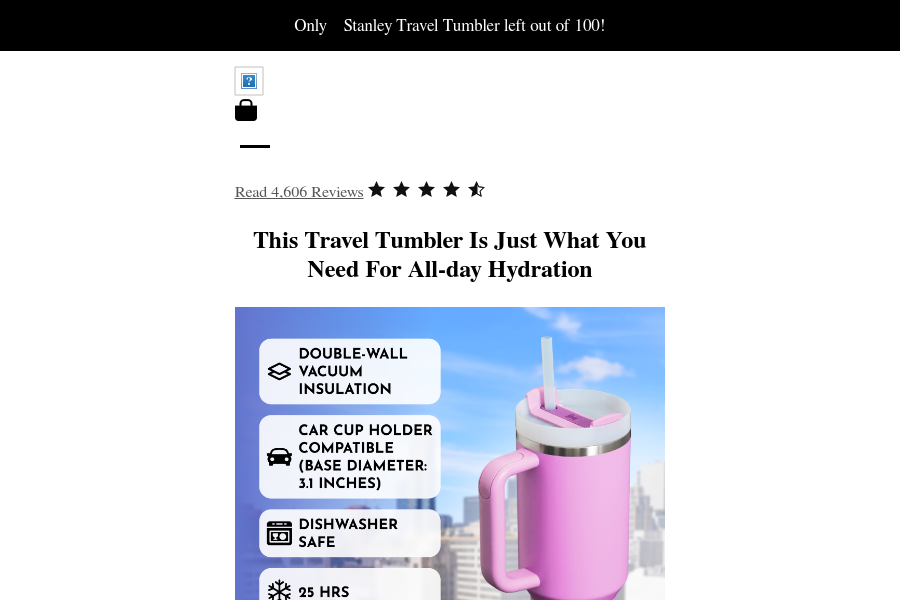 Only Stanley Travel Tumbler left out of 100!
Read 4,606 Reviews
This Travel Tumbler Is Just What You
Need For All-day Hydration
DOUBLE-WALL
VACUUM
INSULATION
CAR CUP HOLDER
COMPATIBLE
(BASE DIAMETER:
3.1 INCHES)
DISHWASHER
SAFE
25 HRS